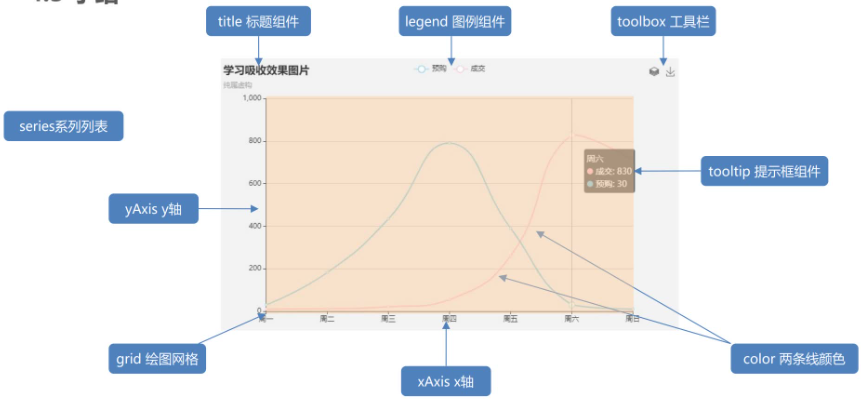 title 标题组件
legend 图例组件
toolbox 工具栏
学习吸收效果图片
预购 成交
纯属虚构
1,000
800
600
400
200
0
周一 周二 周三 周四 周五 周六 周日
series系列列表
周六
成交: 830
预购: 30
tooltip 提示框组件
yAxis y轴
grid 绘图网格
color 两条线颜色
xAxis x轴